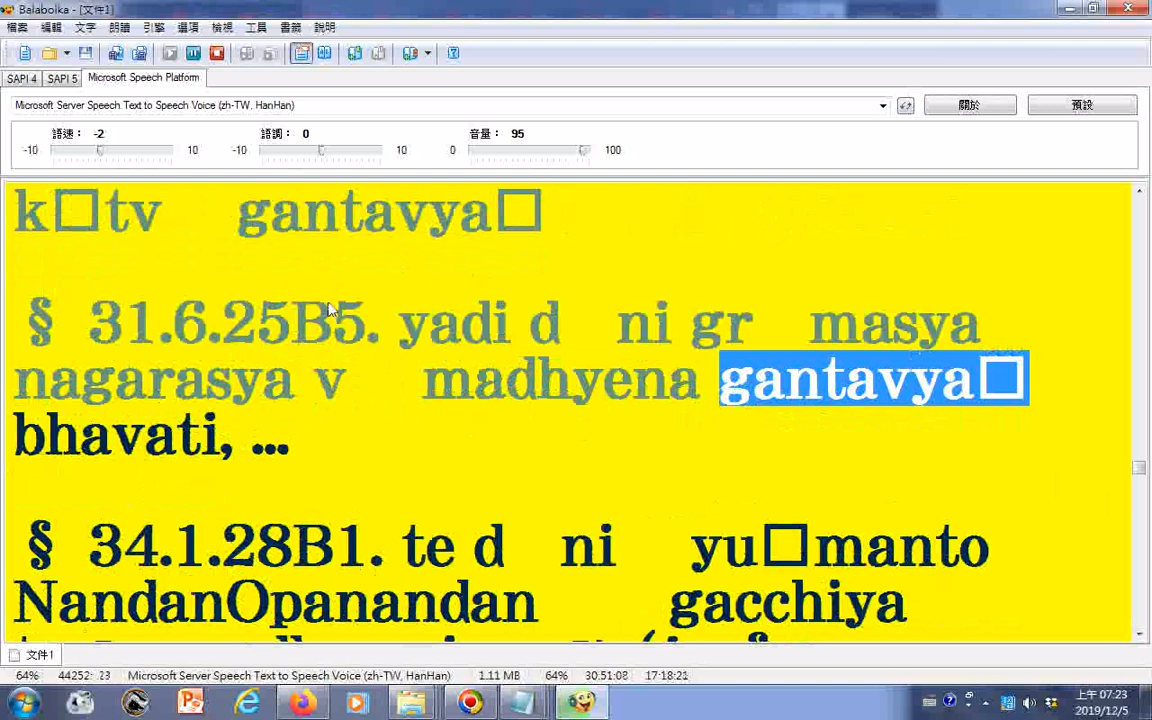 Balabolka - [文件1]
檔案 編輯 文字 朗讀 引擎 選項 檢視 工具 書籤 說明
SAPI 4 SAPI 5 Microsoft Speech Platform
Microsoft Server Speech Text to Speech Voice (zh-TW, HanHan) 關於 預設
語速： -2 語調： 0 音量： 95
-10 10 -10 10 0 100
k□tv gantavya□
§ 31.6.25B5. yadi d ni gr masya
nagarasya v madhyena gantavya□
bhavati, ...
§ 34.1.28B1. te d ni yu□manto
NandanOpanandan gacchiya
文件1
64% 44252: 23 Microsoft Server Speech Text to Speech Voice (zh-TW, HanHan) 1.11 MB 64% 30:51:08 17:18:21
上午 07:23
2019/12/5